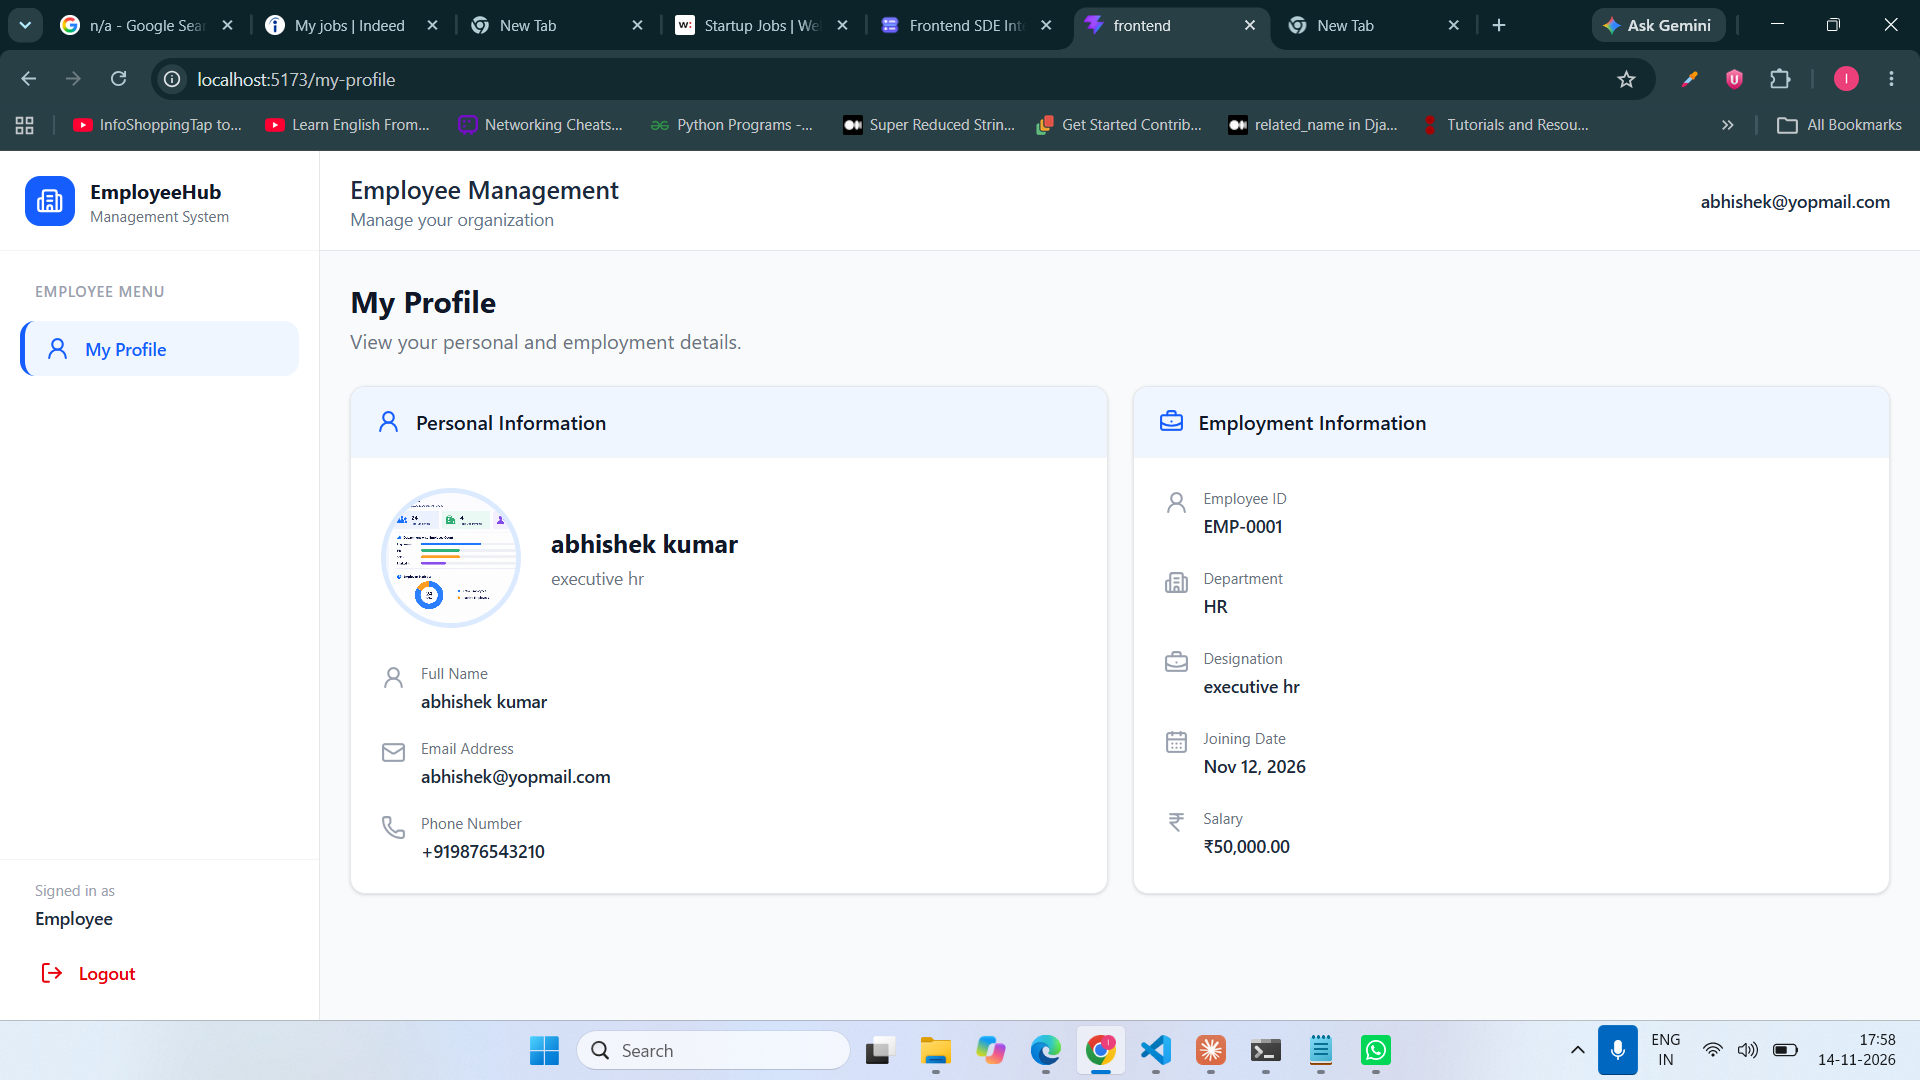 n/a - Google Sea
My jobs | Indeed
New Tab
Startup Jobs | We
Frontend SDE Int
frontend
New Tab
Ask Gemini
localhost:5173/my-profile
I
InfoShoppingTap to...
Learn English From...
Networking Cheats...
Python Programs -...
Super Reduced Strin...
Get Started Contrib...
related_name in Dja...
Tutorials and Resou...
All Bookmarks
EmployeeHub
Management System
Employee Management
Manage your organization
abhishek@yopmail.com
EMPLOYEE MENU
My Profile
My Profile
View your personal and employment details.
Personal Information
abhishek kumar
executive hr
Full Name
abhishek kumar
Email Address
abhishek@yopmail.com
Phone Number
+919876543210
Employment Information
Employee ID
EMP-0001
Department
HR
Designation
executive hr
Joining Date
Nov 12, 2026
Salary
₹50,000.00
Signed in as
Employee
Logout
Search
ENG
IN
17:58
14-11-2026